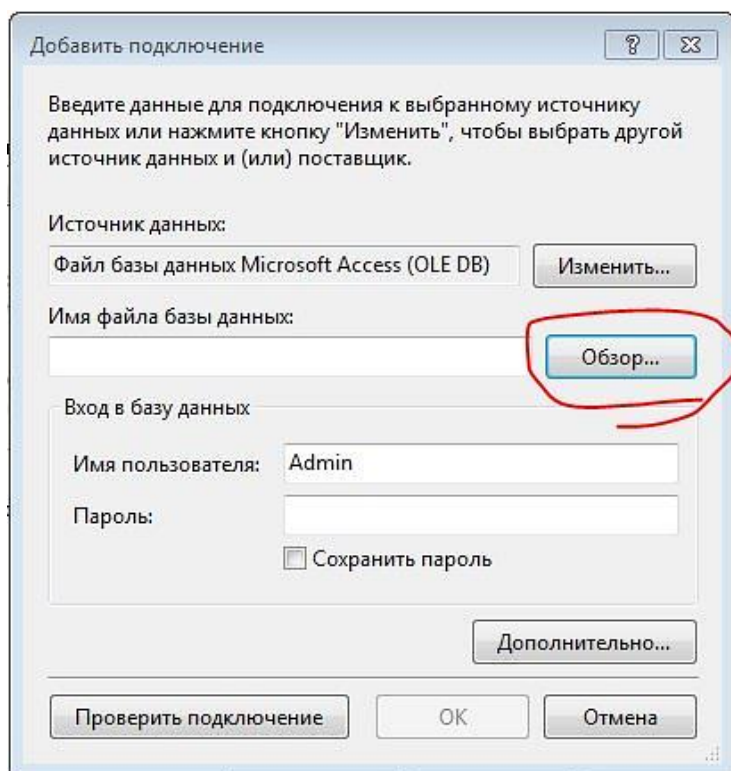 Добавить подключение
Введите данные для подключения к выбранному источнику
данных или нажмите кнопку "Изменить", чтобы выбрать другой
источник данных и (или) поставщик.
Источник данных:
Файл базы данных Microsoft Access (OLE DB)
Изменить...
Имя файла базы данных:
Обзор...
Вход в базу данных
Имя пользователя:
Admin
Пароль:
Сохранить пароль
Дополнительно...
Проверить подключение
OK
Отмена